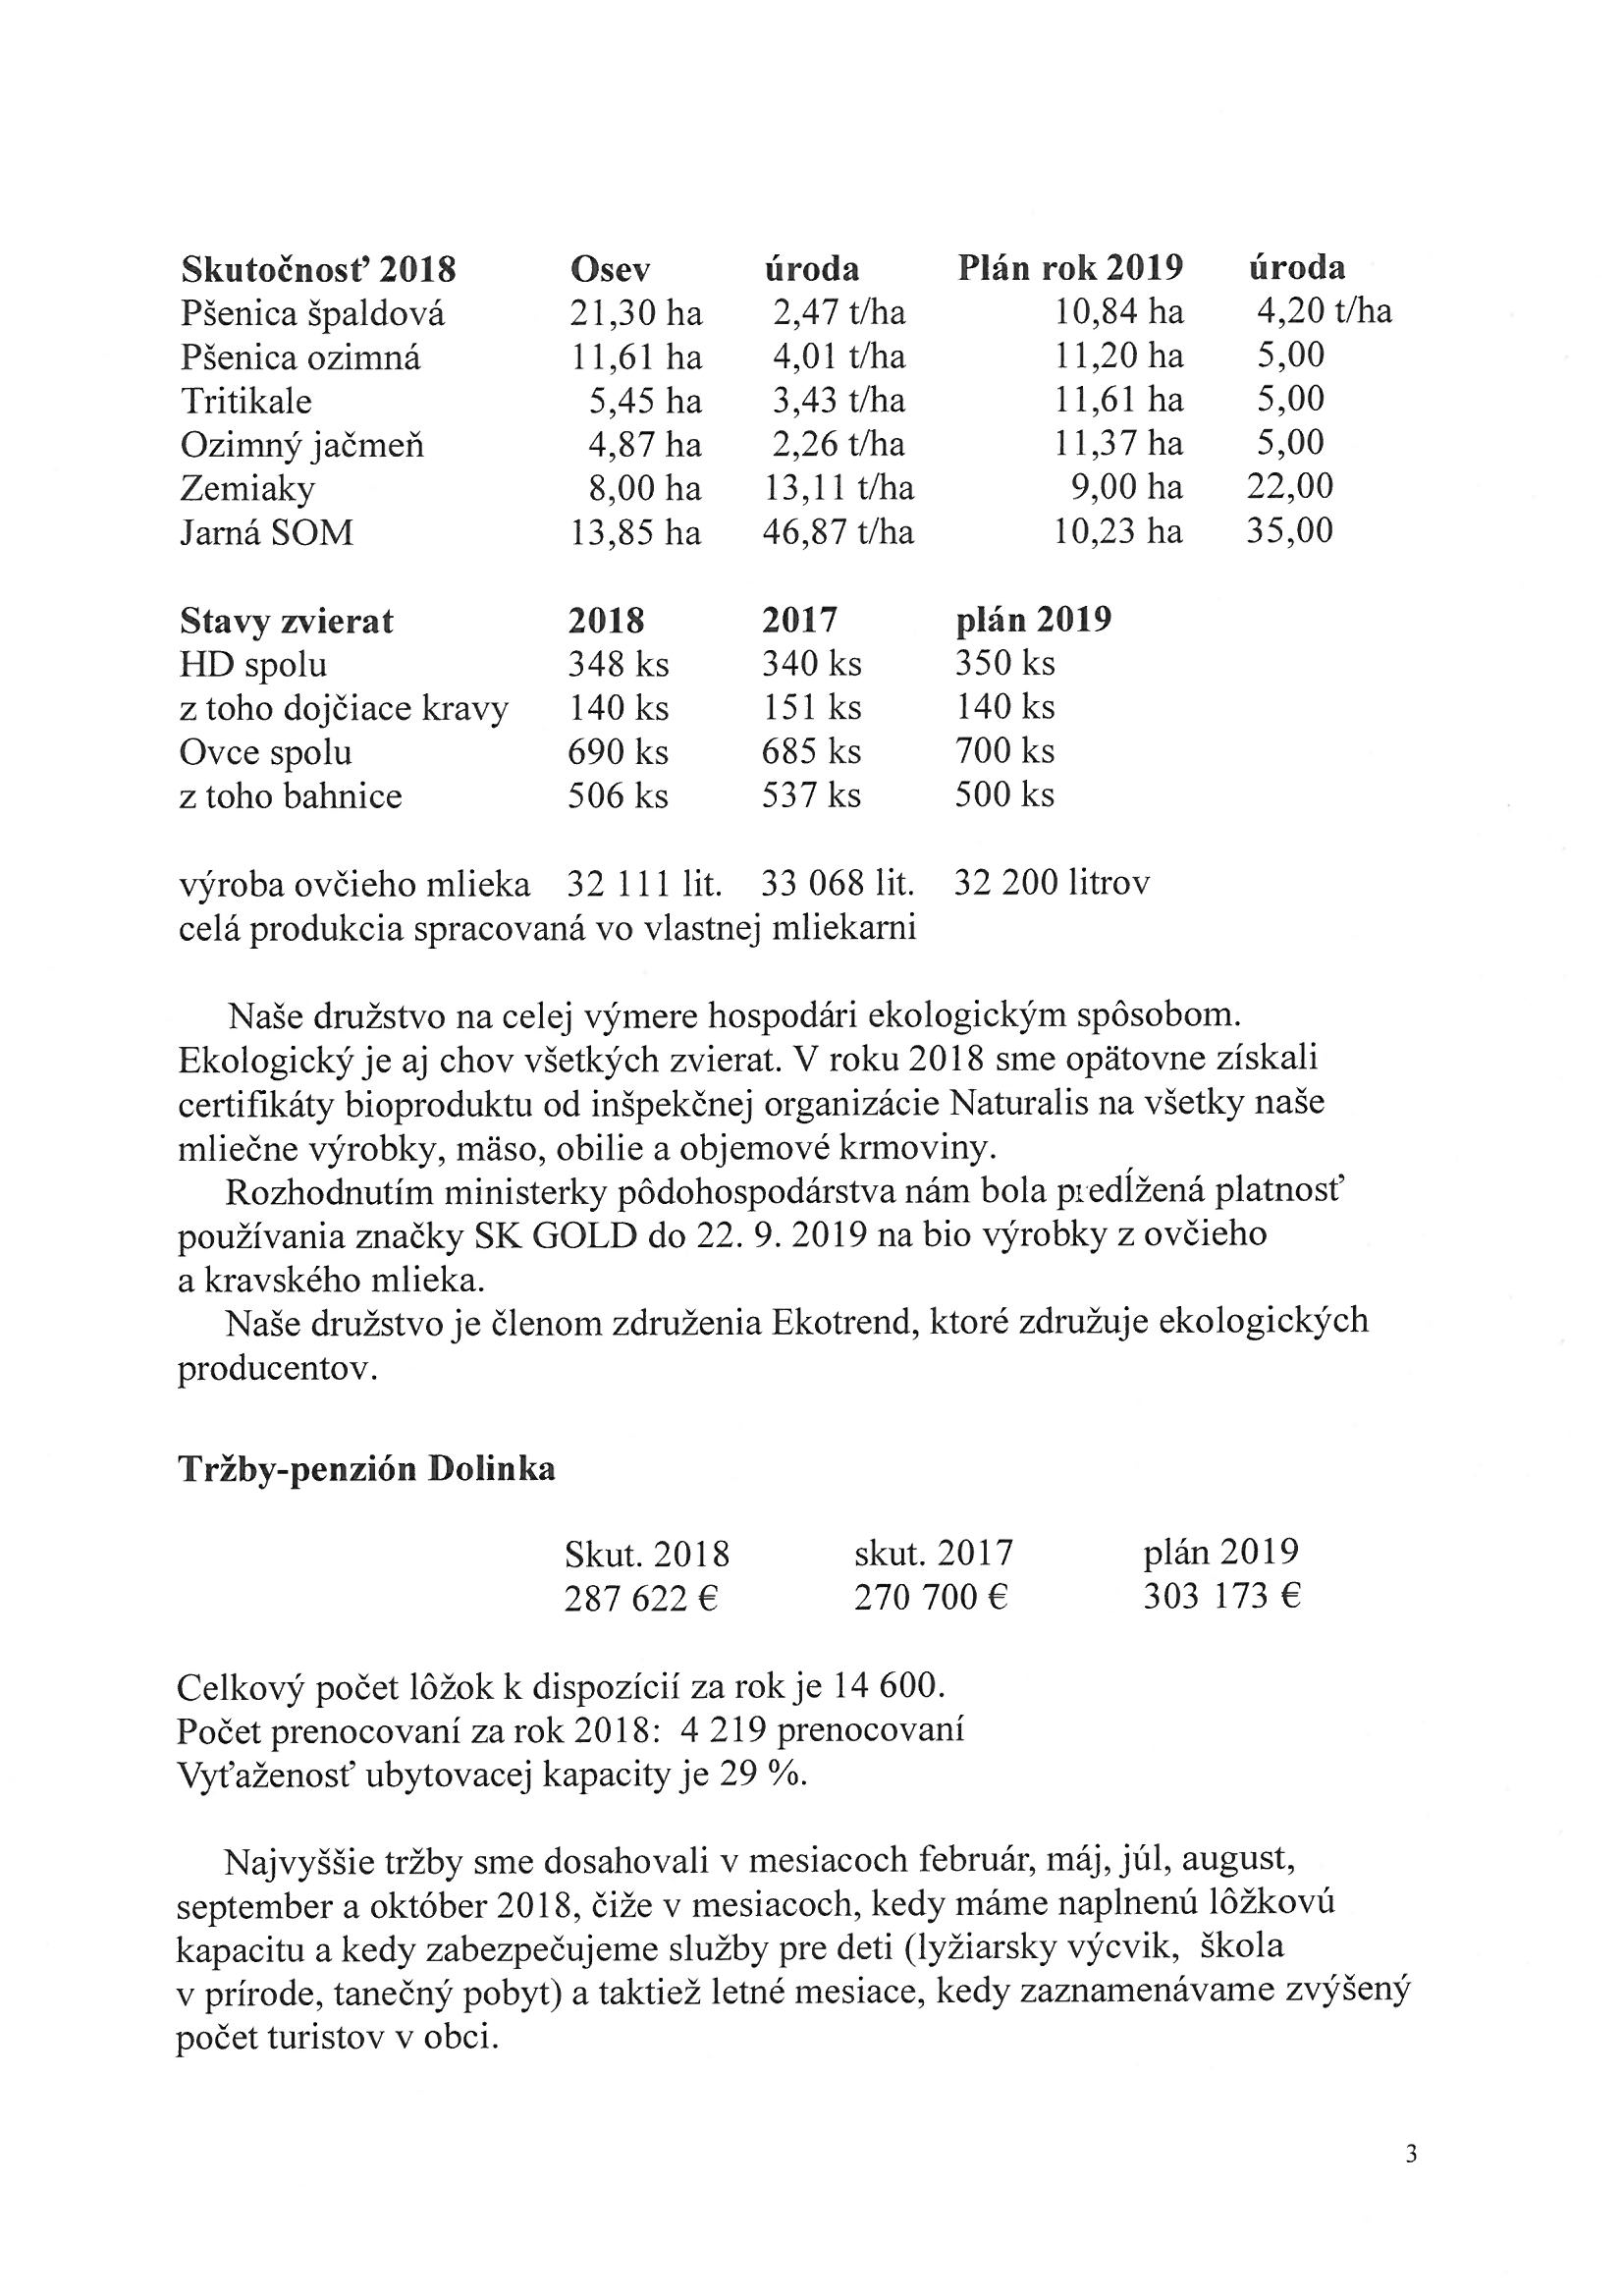 Skutočnosť 2018 Osev úroda Plán rok 2019 úroda
Pšenica špaldová 21,30 ha 2,47 t/ha 10,84 ha 4,20 t/ha
Pšenica ozimná 11,61 ha 4,01 t/ha 11,20 ha 5,00
Tritikale 5,45 ha 3,43 t/ha 11,61 ha 5,00
Ozimný jačmeň 4,87 ha 2,26 t/ha 11,37 ha 5,00
Zemiaky 8,00 ha 13,11 t/ha 9,00 ha 22,00
Jarná SOM 13,85 ha 46,87 t/ha 10,23 ha 35,00
Stavy zvierat 2018 2017 plán 2019
HD spolu 348 ks 340 ks 350 ks
z toho dojčiace kravy 140 ks 151 ks 140 ks
Ovce spolu 690 ks 685 ks 700 ks
z toho bahnice 506 ks 537 ks 500 ks
výroba ovčieho mlieka 32 111 lit. 33 068 lit. 32 200 litrov
celá produkcia spracovaná vo vlastnej mliekarni
Naše družstvo na celej výmere hospodári ekologickým spôsobom.
Ekologický je aj chov všetkých zvierat. V roku 2018 sme opätovne získali
certifikáty bioproduktu od inšpekčnej organizácie Naturalis na všetky naše
mliečne výrobky, mäso, obilie a objemové krmoviny.
Rozhodnutím ministerky pôdohospodárstva nám bola predĺžená platnosť
používania značky SK GOLD do 22. 9. 2019 na bio výrobky z ovčieho
a kravského mlieka.
Naše družstvo je členom združenia Ekotrend, ktoré združuje ekologických
producentov.
Tržby-penzión Dolinka
Skut. 2018 skut. 2017 plán 2019
287 622 € 270 700 € 303 173 €
Celkový počet lôžok k dispozícií za rok je 14 600.
Počet prenocovaní za rok 2018: 4 219 prenocovaní
Vyťaženosť ubytovacej kapacity je 29 %.
Najvyššie tržby sme dosahovali v mesiacoch február, máj, júl, august,
september a október 2018, čiže v mesiacoch, kedy máme naplnenú lôžkovú
kapacitu a kedy zabezpečujeme služby pre deti (lyžiarsky výcvik, škola
v prírode, tanečný pobyt) a taktiež letné mesiace, kedy zaznamenávame zvýšený
počet turistov v obci.
3